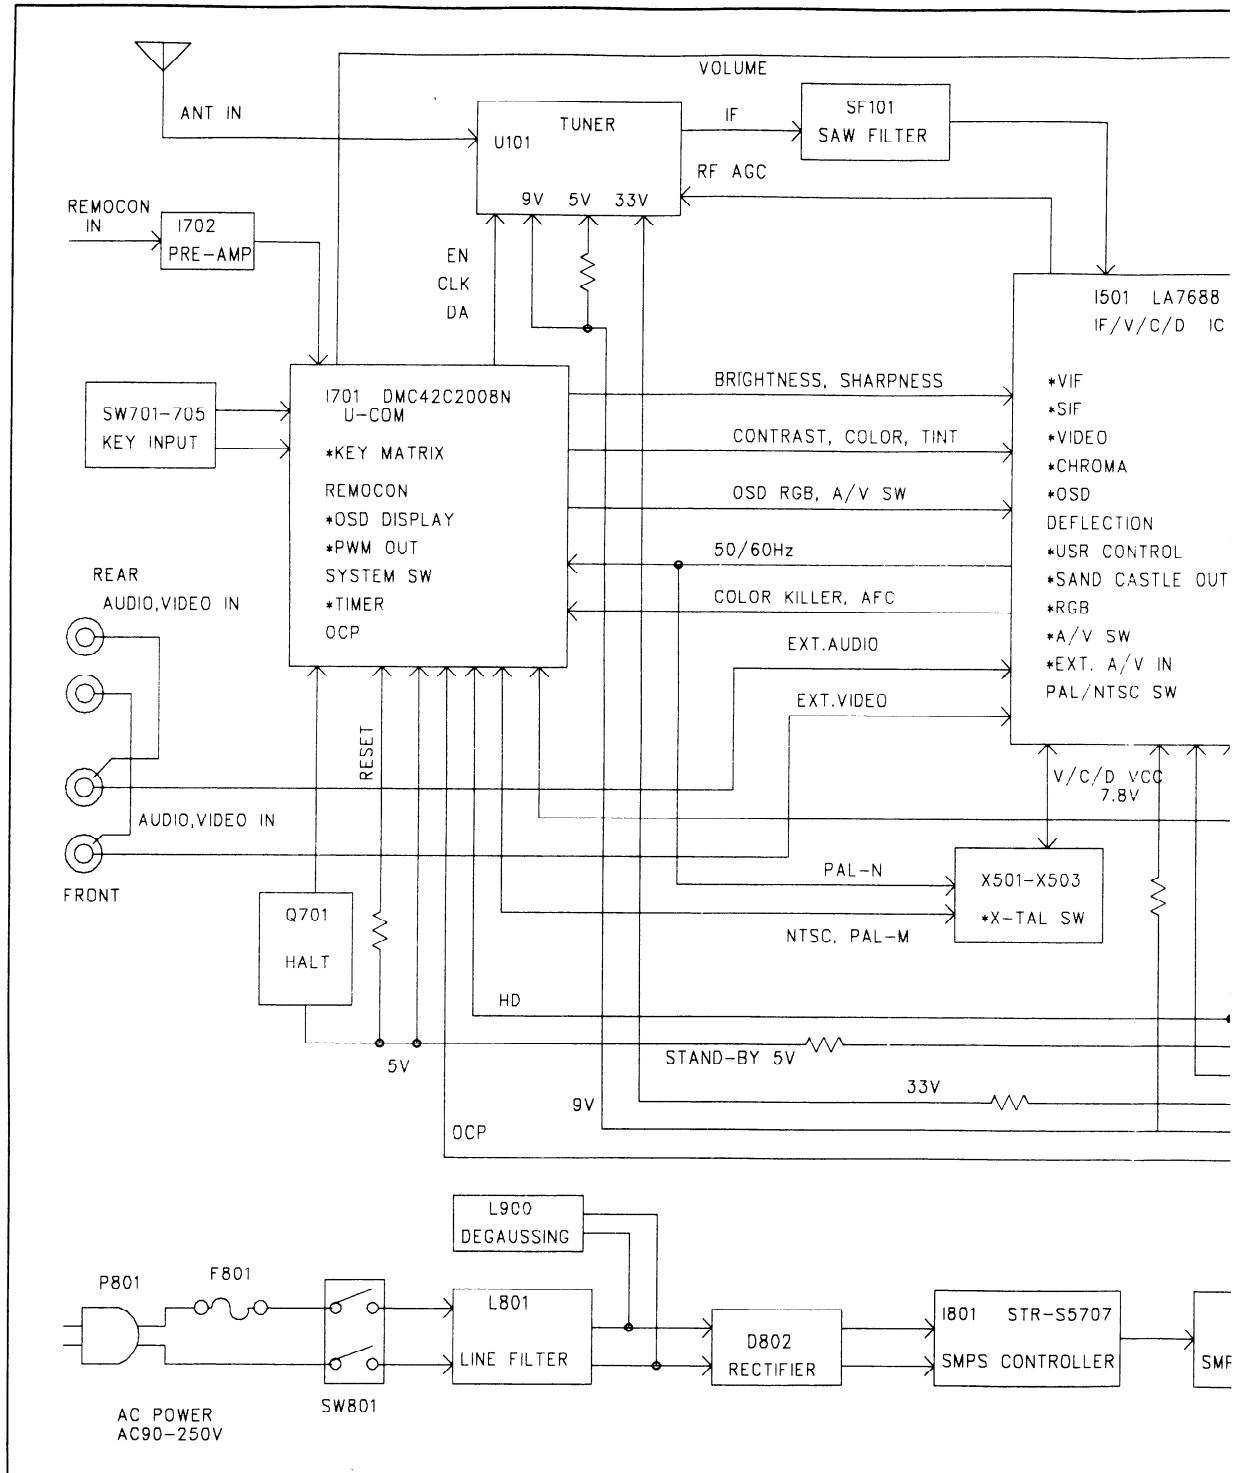 VOLUME
ANT IN
TUNER
U101
9V 5V 33V
IF
SF101
SAW FILTER
RF AGC
REMOCON
IN
I702
PRE-AMP
EN
CLK
DA
I501 LA7688
IF/V/C/D IC
*VIF
*SIF
*VIDEO
*CHROMA
*OSD
DEFLECTION
*USR CONTROL
*SAND CASTLE OUT
*RGB
*A/V SW
*EXT. A/V IN
PAL/NTSC SW
SW701-705
KEY INPUT
I701 DMC42C2008N
U-COM
*KEY MATRIX
REMOCON
*OSD DISPLAY
*PWM OUT
SYSTEM SW
*TIMER
OCP
BRIGHTNESS, SHARPNESS
CONTRAST, COLOR, TINT
OSD RGB, A/V SW
50/60Hz
COLOR KILLER, AFC
EXT.AUDIO
EXT.VIDEO
REAR
AUDIO,VIDEO IN
RESET
V/C/D VCC
7.8V
AUDIO,VIDEO IN
FRONT
PAL-N
X501-X503
*X-TAL SW
NTSC, PAL-M
Q701
HALT
HD
5V
STAND-BY 5V
33V
9V
OCP
L900
DEGAUSSING
P801
F801
SW801
L801
LINE FILTER
D802
RECTIFIER
I801 STR-S5707
SMPS CONTROLLER
AC POWER
AC90-250V